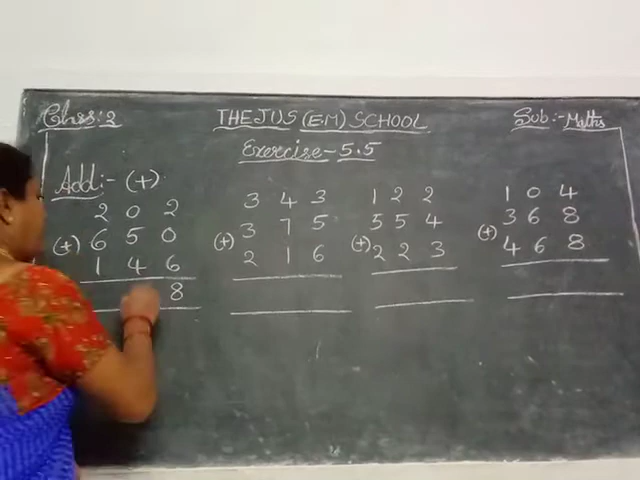 Class:2 THEJUS (E.M) SCHOOL Sub:- Maths
Exercise-5.5
Add:- (+)
2 0 2 3 4 3 1 2 2 1 0 4
(+) 6 5 0 (+) 3 7 5 (+) 5 5 4 (+) 3 6 8
1 4 6 2 1 6 2 2 3 4 6 8
8